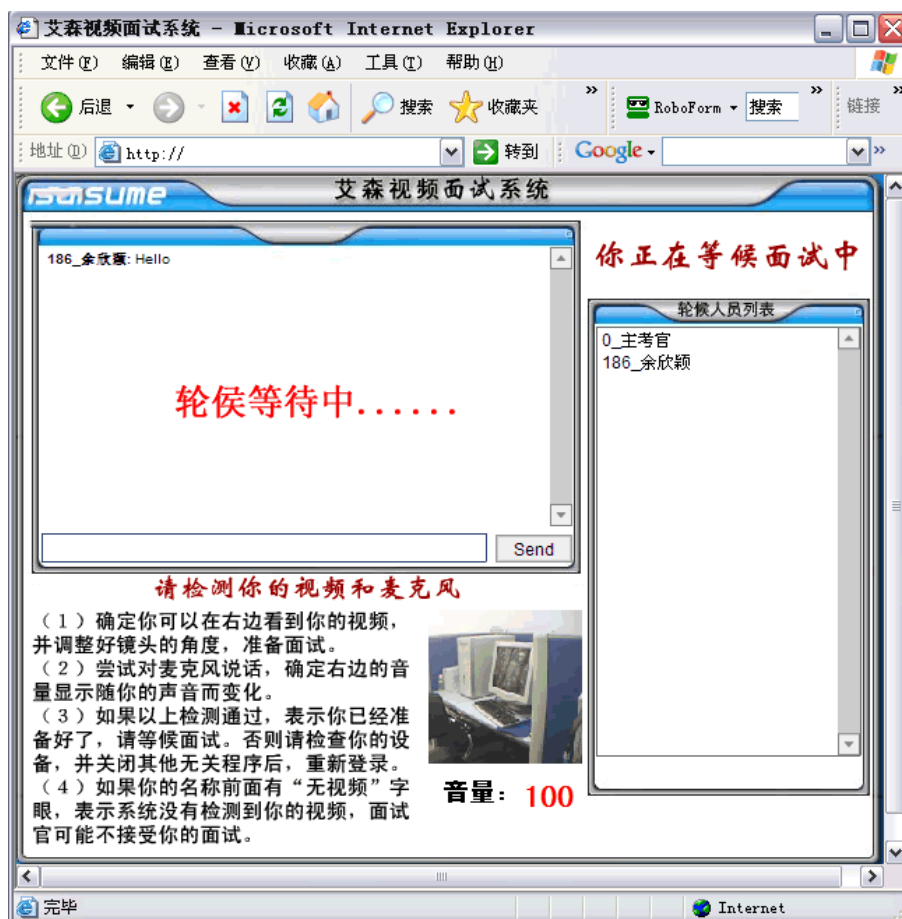 艾森视频面试系统 - Microsoft Internet Explorer
文件(F) 编辑(E) 查看(V) 收藏(A) 工具(T) 帮助(H)
后退 搜索 收藏夹 » RoboForm 搜索 » 链接 »
地址(D) http:// 转到 Google »
艾森视频面试系统
186_余欣颖: Hello
轮侯等待中......
Send
你正在等候面试中
轮候人员列表
0_主考官
186_余欣颖
请检测你的视频和麦克风
（1）确定你可以在右边看到你的视频，
并调整好镜头的角度，准备面试。
（2）尝试对麦克风说话，确定右边的音
量显示随你的声音而变化。
（3）如果以上检测通过，表示你已经准
备好了，请等候面试。否则请检查你的设
备，并关闭其他无关程序后，重新登录。
（4）如果你的名称前面有“无视频”字
眼，表示系统没有检测到你的视频，面试
官可能不接受你的面试。
音量：100
完毕 Internet